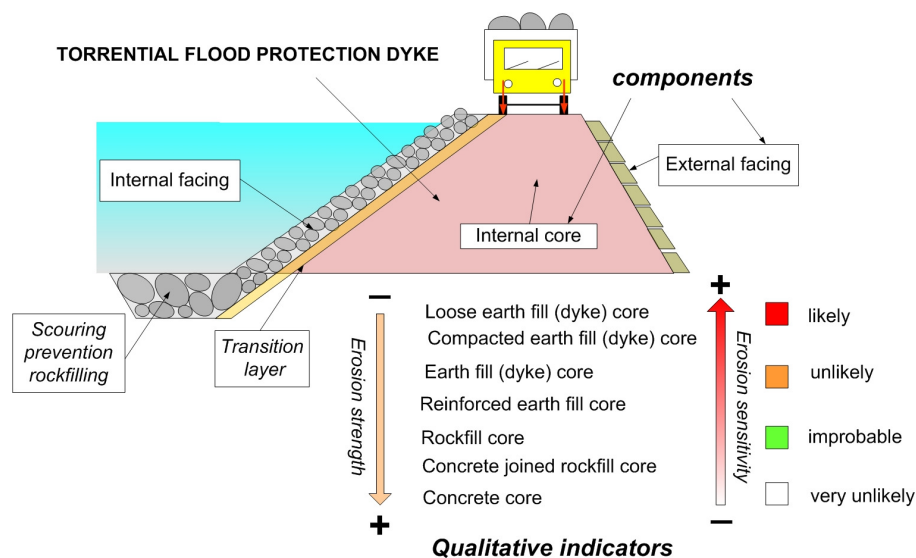 TORRENTIAL FLOOD PROTECTION DYKE
components
Internal facing
External facing
Internal core
Scouring
prevention
rockfilling
Transition
layer
−
Erosion strength
+
Loose earth fill (dyke) core
Compacted earth fill (dyke) core
Earth fill (dyke) core
Reinforced earth fill core
Rockfill core
Concrete joined rockfill core
Concrete core
+
Erosion sensitivity
−
likely
unlikely
improbable
very unlikely
Qualitative indicators